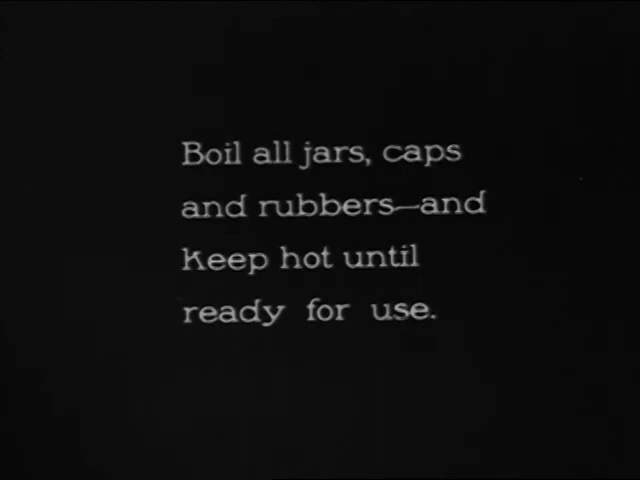 Boil all jars, caps
and rubbers—and
keep hot until
ready for use.